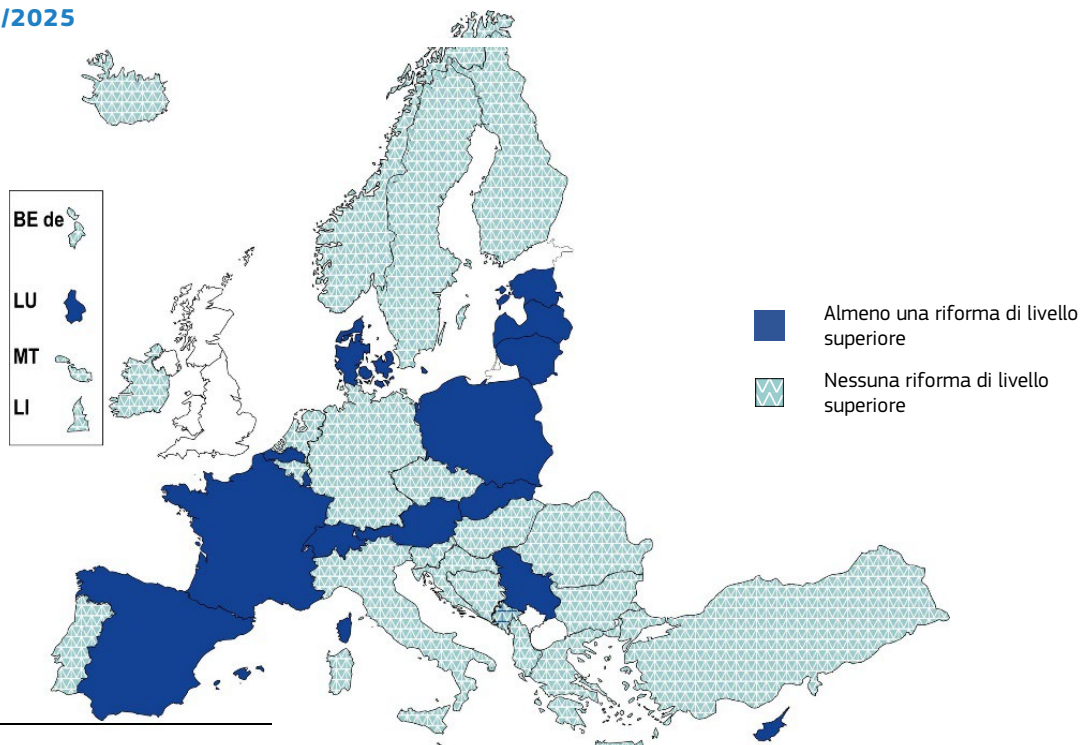 /2025
BE de
LU
MT
LI
Almeno una riforma di livello
superiore
Nessuna riforma di livello
superiore